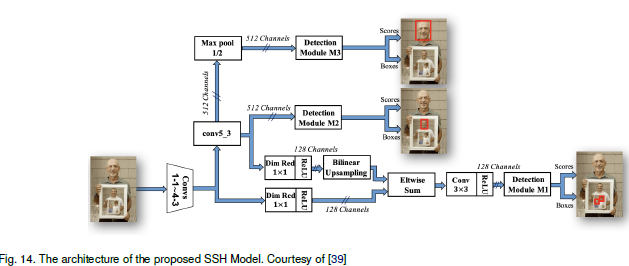 512 Channels
Max pool
1/2
Detection
Module M3
Scores
Boxes
512 Channels
512 Channels
Detection
Module M2
Scores
Boxes
conv5_3
128 Channels
Dim Red
1×1
ReLU
Bilinear
Upsampling
Convs
1-1~4-3
Dim Red
1×1
ReLU
128 Channels
Eltwise
Sum
Conv
3×3
ReLU
128 Channels
Detection
Module M1
Scores
Boxes
Fig. 14. The architecture of the proposed SSH Model. Courtesy of [39]